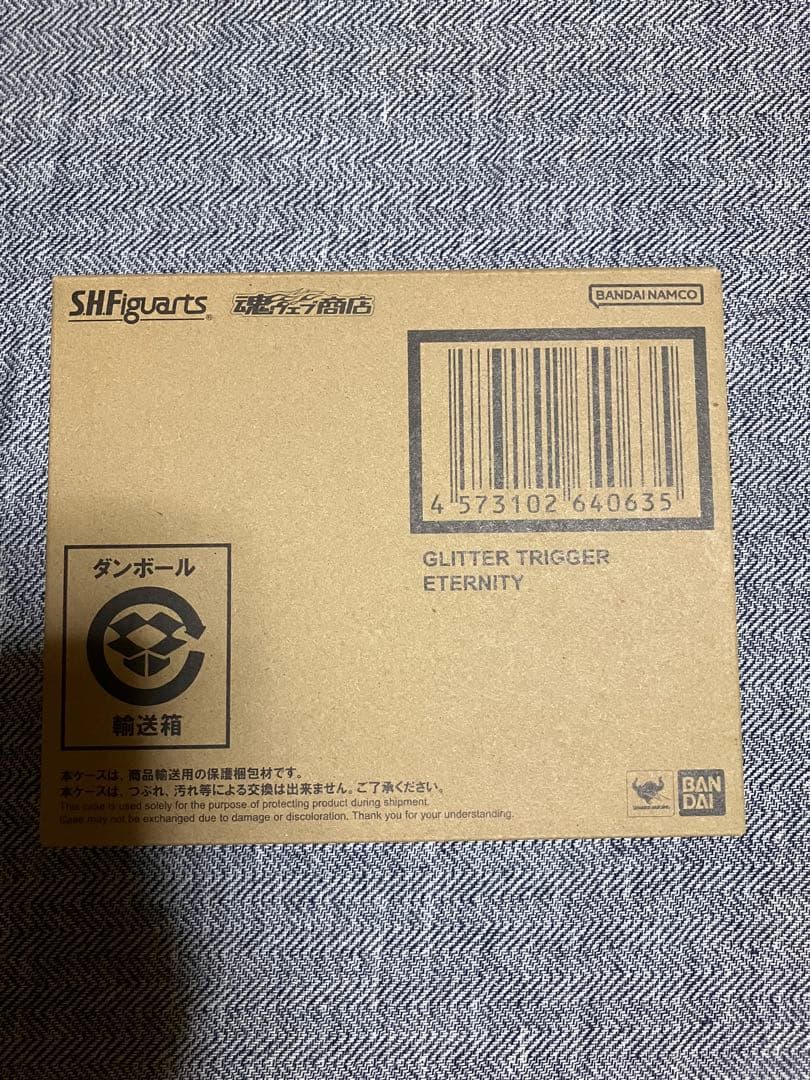 S.H.Figuarts®
魂ウェブ商店
BANDAI NAMCO
4 573102 640635
GLITTER TRIGGER
ETERNITY
ダンボール
輸送箱
本ケースは、商品輸送用の保護梱包材です。
本ケースは、つぶれ、汚れ等による交換は出来ません。ご了承ください。
This case is used solely for the purpose of protecting product during shipment.
Case may not be exchanged due to damage or discoloration. Thank you for your understanding.
BAN
DAI